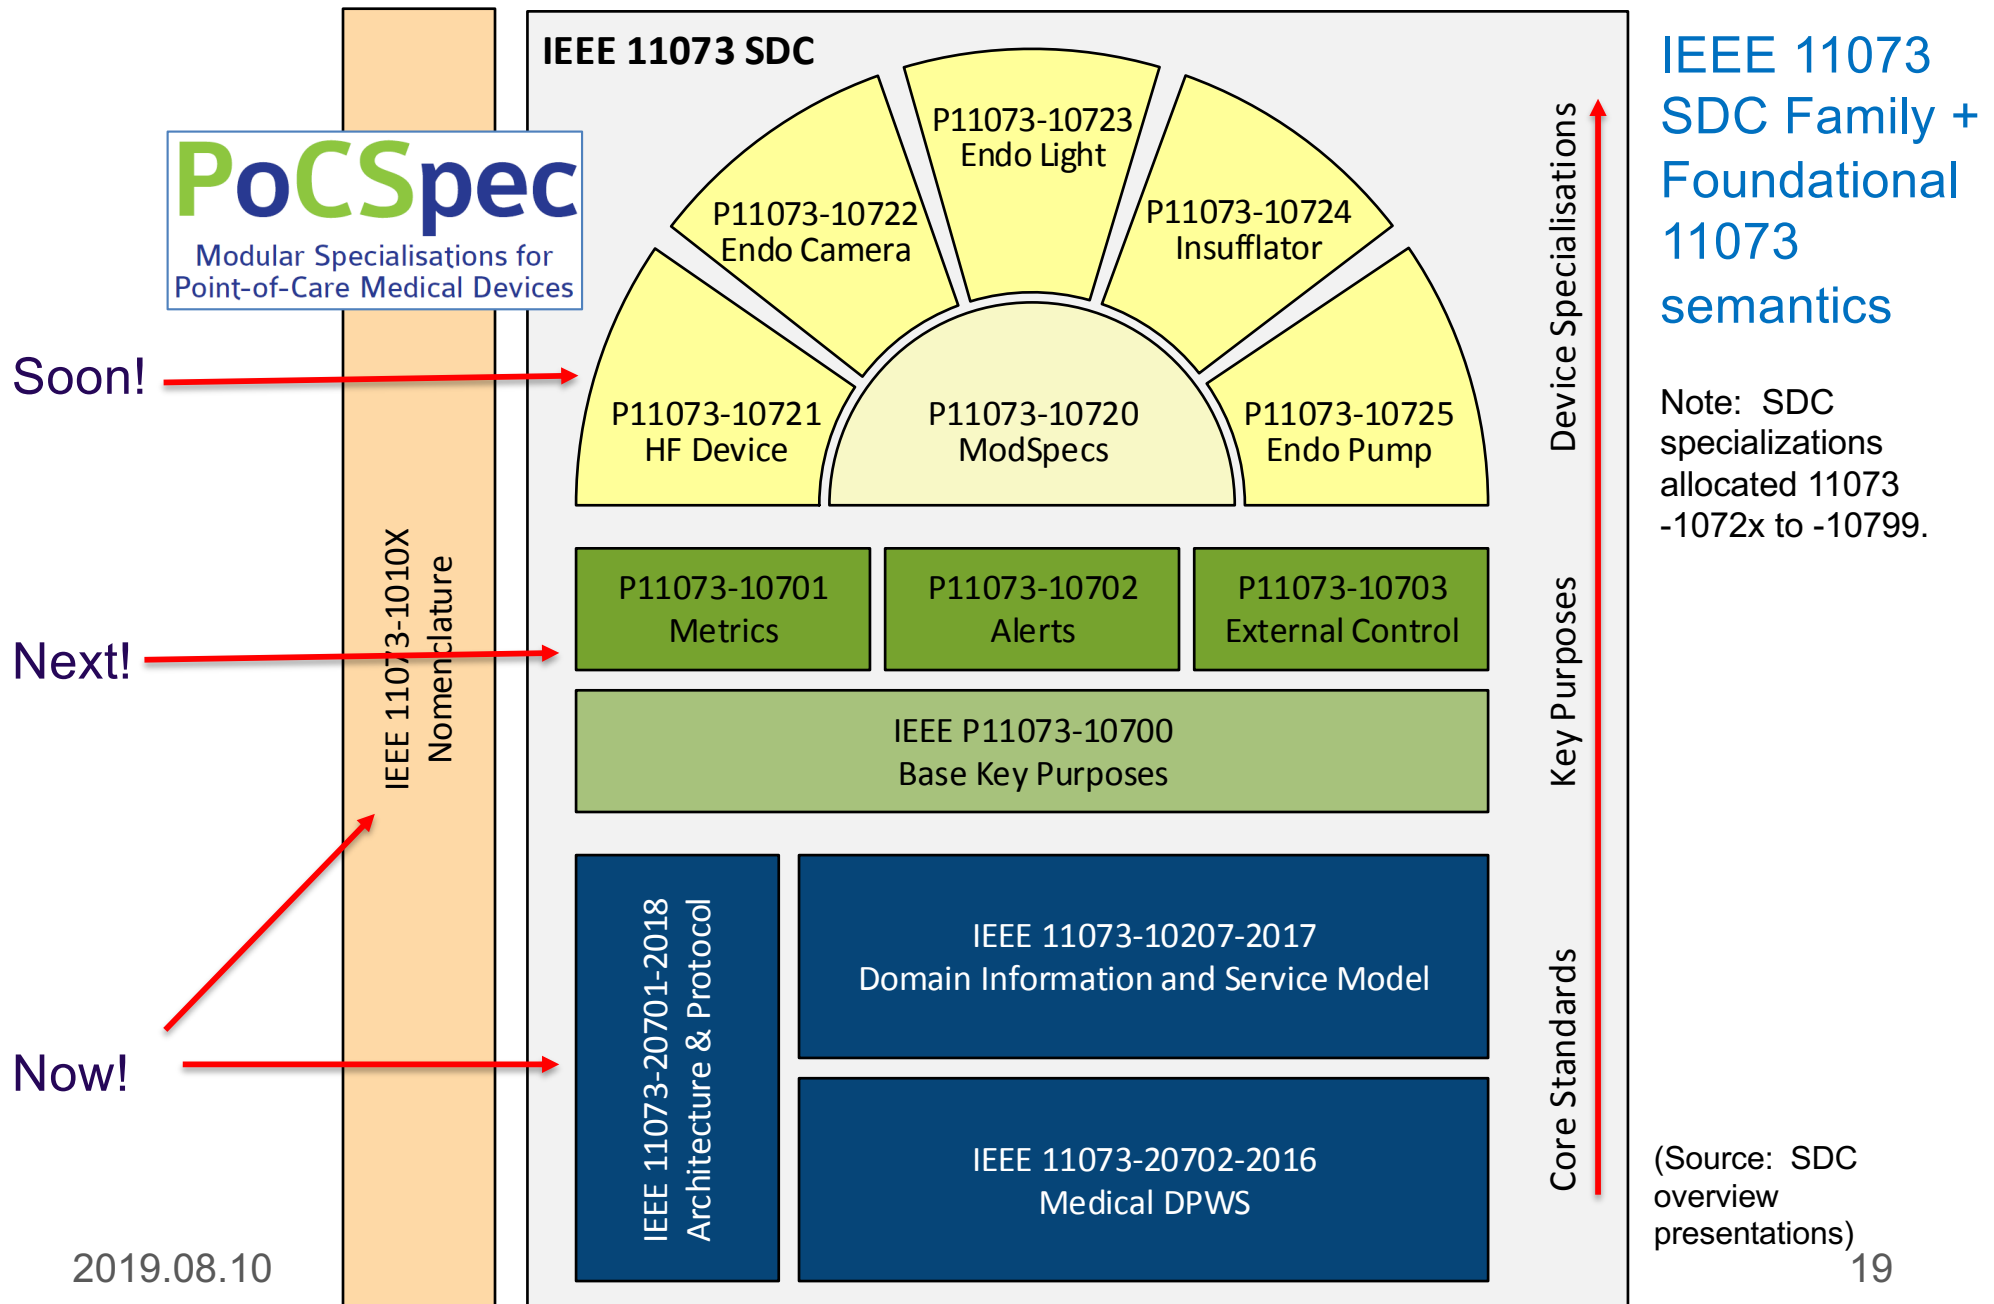 IEEE 11073 SDC
PoCSpec
Modular Specialisations for
Point-of-Care Medical Devices
P11073-10723
Endo Light
P11073-10722
Endo Camera
P11073-10724
Insufflator
P11073-10721
HF Device
P11073-10720
ModSpecs
P11073-10725
Endo Pump
Soon!
Next!
Now!
IEEE 11073-1010X
Nomenclature
P11073-10701
Metrics
P11073-10702
Alerts
P11073-10703
External Control
IEEE P11073-10700
Base Key Purposes
IEEE 11073-20701-2018
Architecture & Protocol
IEEE 11073-10207-2017
Domain Information and Service Model
IEEE 11073-20702-2016
Medical DPWS
Device Specialisations
Key Purposes
Core Standards
IEEE 11073
SDC Family +
Foundational
11073
semantics
Note:  SDC
specializations
allocated 11073
-1072x to -10799.
(Source:  SDC
overview
presentations)
2019.08.10
19